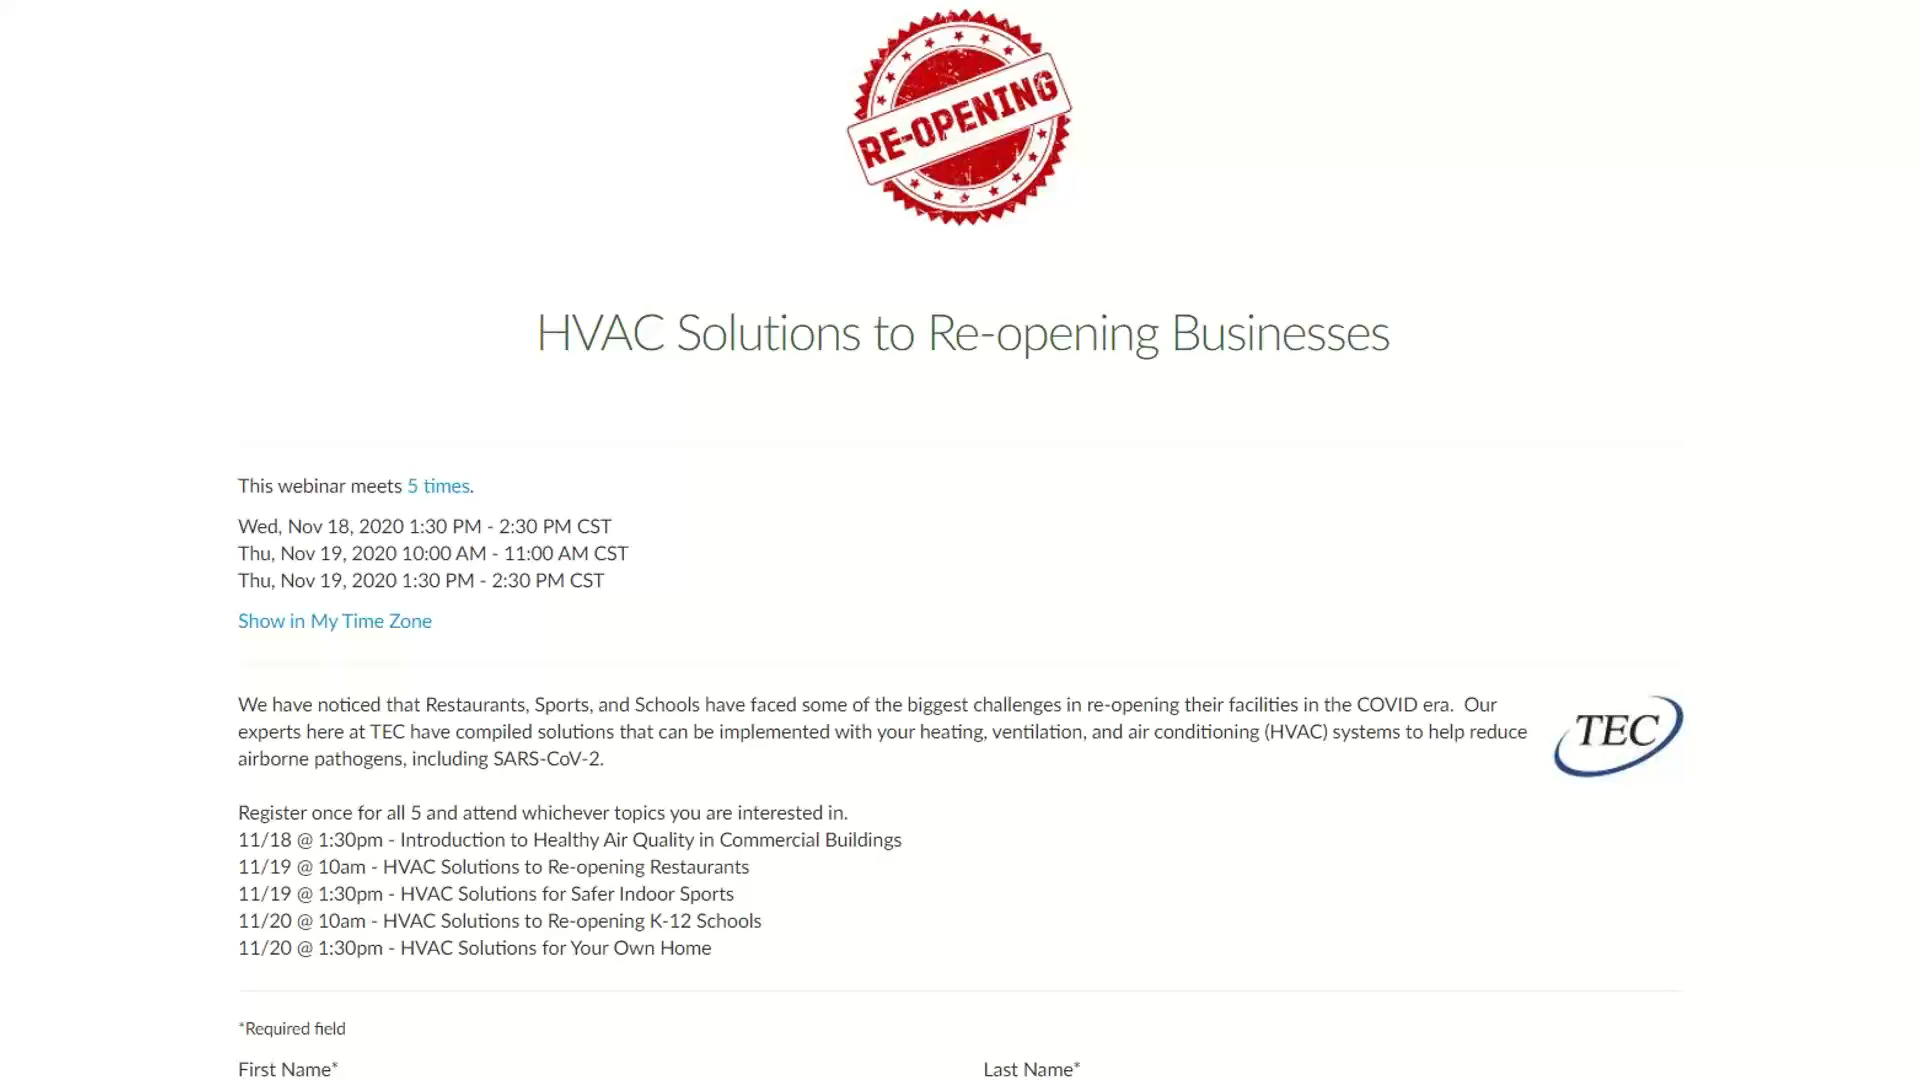 RE-OPENING
HVAC Solutions to Re-opening Businesses
This webinar meets 5 times.
Wed, Nov 18, 2020 1:30 PM - 2:30 PM CST
Thu, Nov 19, 2020 10:00 AM - 11:00 AM CST
Thu, Nov 19, 2020 1:30 PM - 2:30 PM CST
Show in My Time Zone
We have noticed that Restaurants, Sports, and Schools have faced some of the biggest challenges in re-opening their facilities in the COVID era.  Our
experts here at TEC have compiled solutions that can be implemented with your heating, ventilation, and air conditioning (HVAC) systems to help reduce
airborne pathogens, including SARS-CoV-2.
TEC
Register once for all 5 and attend whichever topics you are interested in.
11/18 @ 1:30pm - Introduction to Healthy Air Quality in Commercial Buildings
11/19 @ 10am - HVAC Solutions to Re-opening Restaurants
11/19 @ 1:30pm - HVAC Solutions for Safer Indoor Sports
11/20 @ 10am - HVAC Solutions to Re-opening K-12 Schools
11/20 @ 1:30pm - HVAC Solutions for Your Own Home
*Required field
First Name*
Last Name*